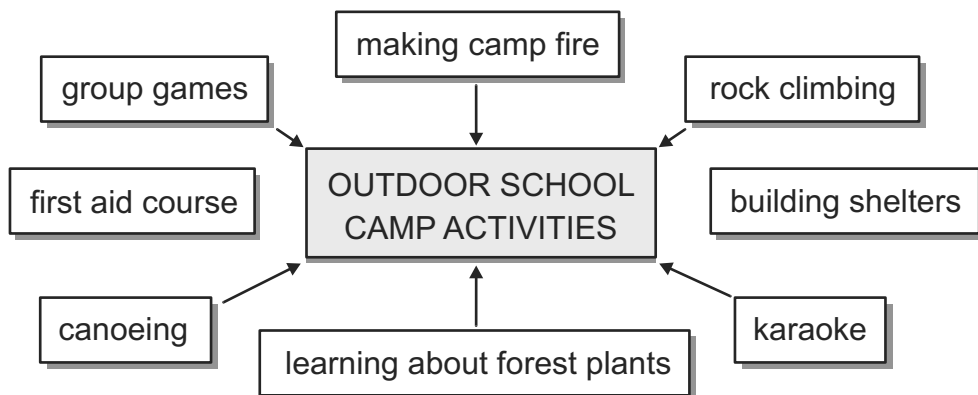 making camp fire
group games
rock climbing
OUTDOOR SCHOOL
CAMP ACTIVITIES
first aid course
building shelters
canoeing
karaoke
learning about forest plants